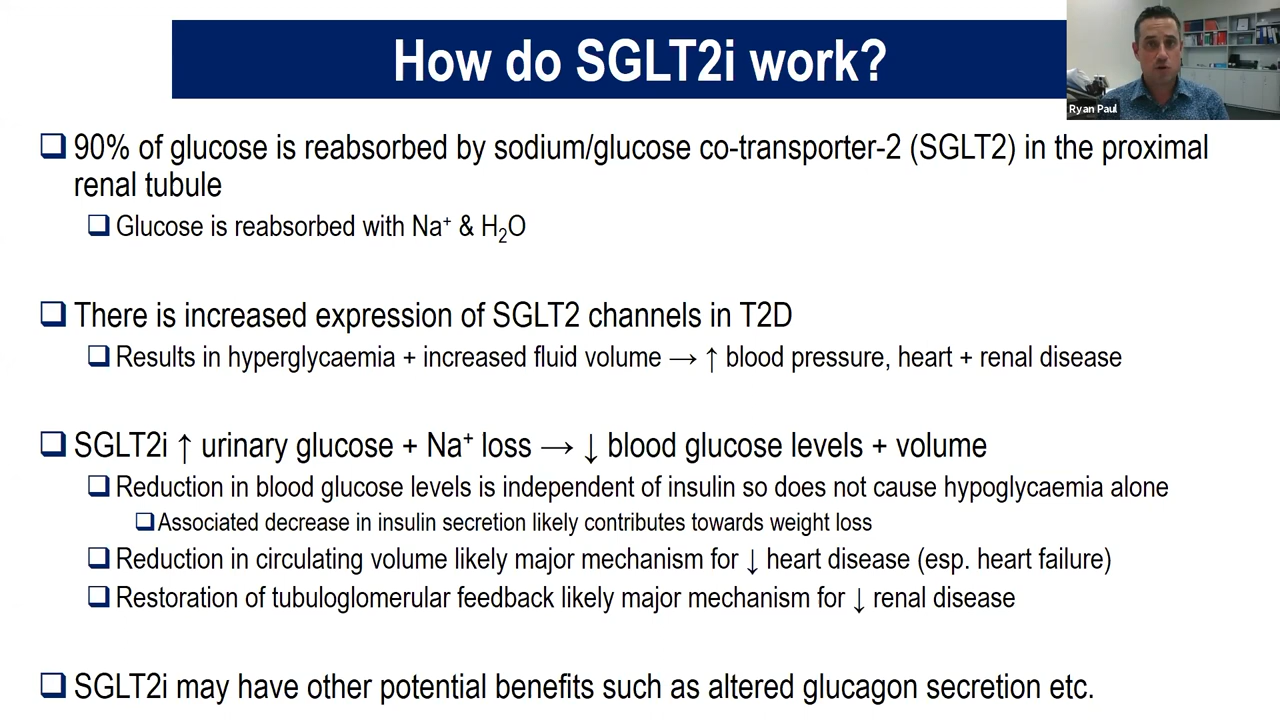 How do SGLT2i work?
Ryan Paul
90% of glucose is reabsorbed by sodium/glucose co-transporter-2 (SGLT2) in the proximal
renal tubule
Glucose is reabsorbed with Na⁺ & H₂O
There is increased expression of SGLT2 channels in T2D
Results in hyperglycaemia + increased fluid volume → ↑ blood pressure, heart + renal disease
SGLT2i ↑ urinary glucose + Na⁺ loss → ↓ blood glucose levels + volume
Reduction in blood glucose levels is independent of insulin so does not cause hypoglycaemia alone
Associated decrease in insulin secretion likely contributes towards weight loss
Reduction in circulating volume likely major mechanism for ↓ heart disease (esp. heart failure)
Restoration of tubuloglomerular feedback likely major mechanism for ↓ renal disease
SGLT2i may have other potential benefits such as altered glucagon secretion etc.